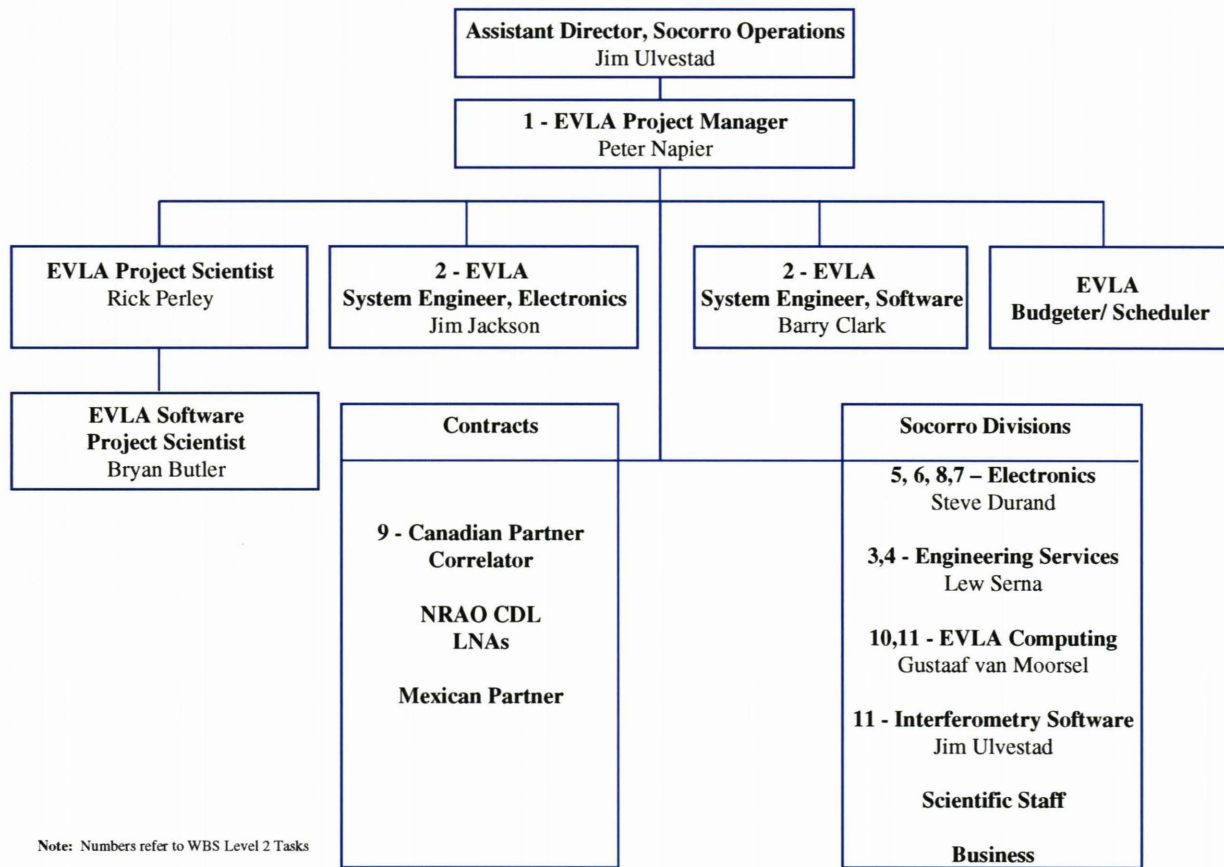 Assistant Director, Socorro Operations
Jim Ulvestad
1 - EVLA Project Manager
Peter Napier
EVLA Project Scientist
Rick Perley
2 - EVLA
System Engineer, Electronics
Jim Jackson
2 - EVLA
System Engineer, Software
Barry Clark
EVLA
Budgeter/ Scheduler
EVLA Software
Project Scientist
Bryan Butler
Contracts
9 - Canadian Partner
Correlator
NRAO CDL
LNAs
Mexican Partner
Socorro Divisions
5, 6, 8,7 – Electronics
Steve Durand
3,4 - Engineering Services
Lew Serna
10,11 - EVLA Computing
Gustaaf van Moorsel
11 - Interferometry Software
Jim Ulvestad
Scientific Staff
Business
Note: Numbers refer to WBS Level 2 Tasks